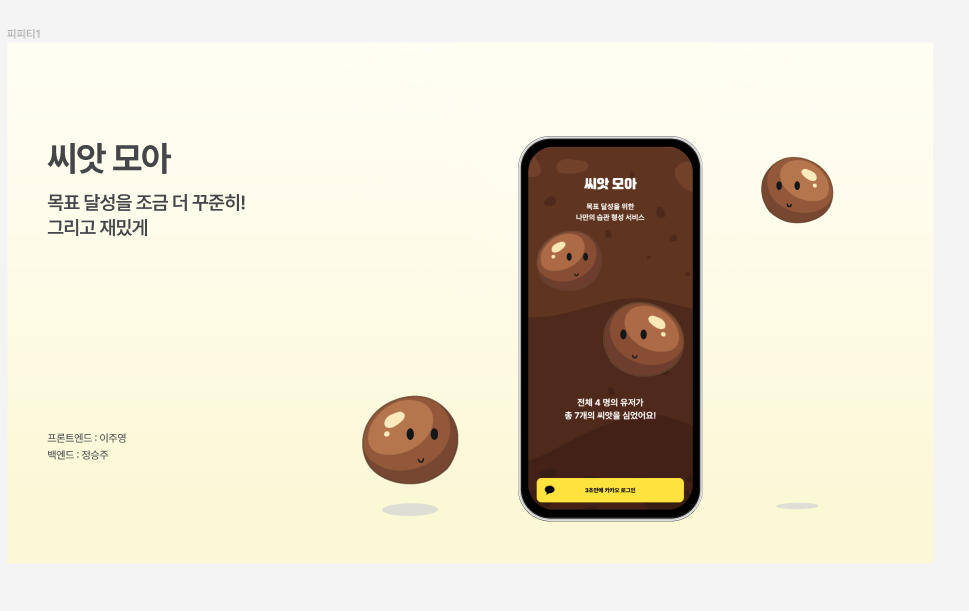 피피티1
씨앗 모아
목표 달성을 조금 더 꾸준히!
그리고 재밌게
프론트엔드 : 이주영
백엔드 : 정승주
씨앗 모아
목표 달성을 위한
나만의 습관 형성 서비스
전체 4 명의 유저가
총 7개의 씨앗을 심었어요!
3초만에 카카오 로그인